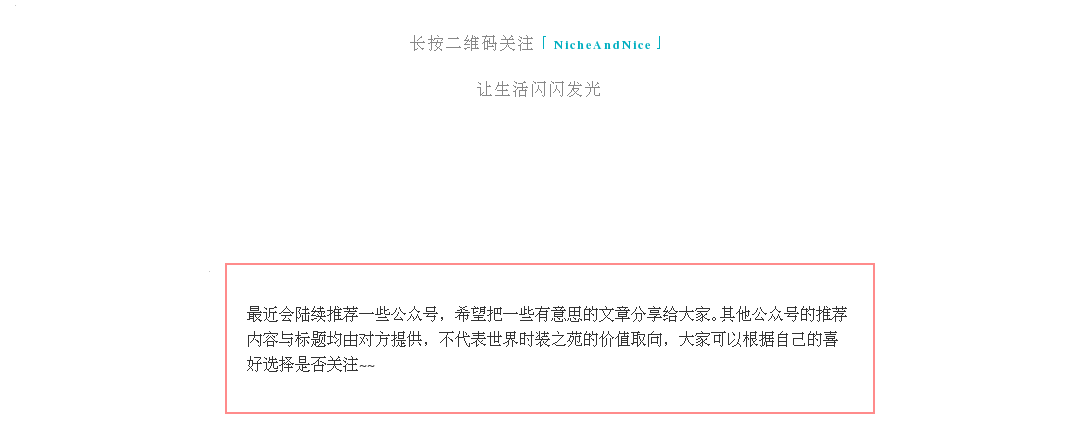 长按二维码关注「NicheAndNice」
让生活闪闪发光
最近会陆续推荐一些公众号，希望把一些有意思的文章分享给大家。其他公众号的推荐
内容与标题均由对方提供，不代表世界时装之苑的价值取向，大家可以根据自己的喜
好选择是否关注~~